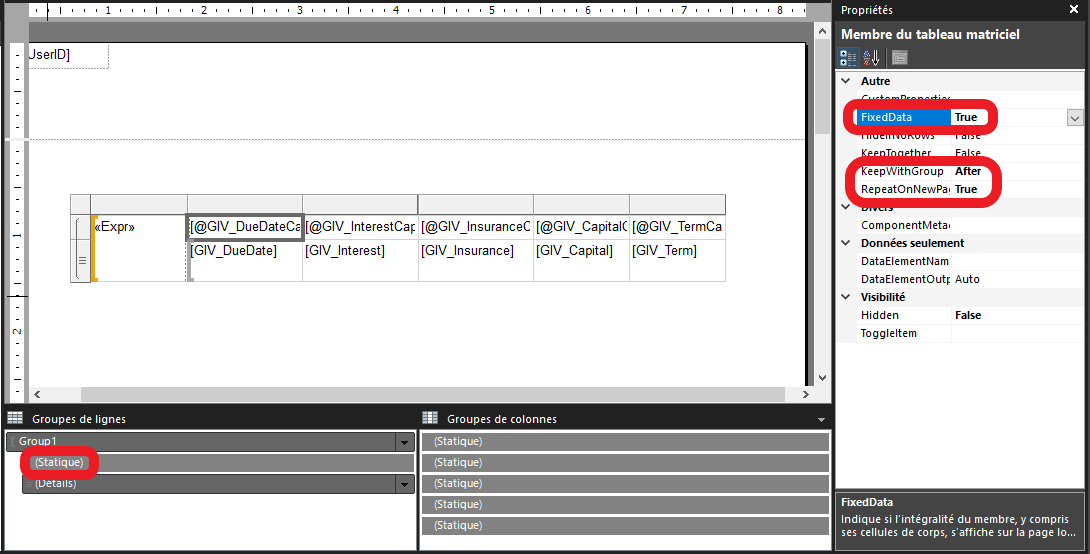 1 2 3 4 5 6 7 8
Propriétés
Membre du tableau matriciel
UserID]
Autre
FixedData True
HideIfNoRows False
KeepTogether False
KeepWithGroup After
RepeatOnNewPa True
Divers
ComponentMetad
Données seulement
DataElementNam
DataElementOutp Auto
Visibilité
Hidden False
ToggleItem
1
«Expr» [@GIV_DueDateCa [@GIV_InterestCap [@GIV_InsuranceC [@GIV_CapitalC [@GIV_TermCa
[GIV_DueDate] [GIV_Interest] [GIV_Insurance] [GIV_Capital] [GIV_Term]
1
2
Groupes de lignes
Group1
(Statique)
(Détails)
Groupes de colonnes
(Statique)
(Statique)
(Statique)
(Statique)
(Statique)
FixedData
Indique si l'intégralité du membre, y compris
ses cellules de corps, s'affiche sur la page lo...